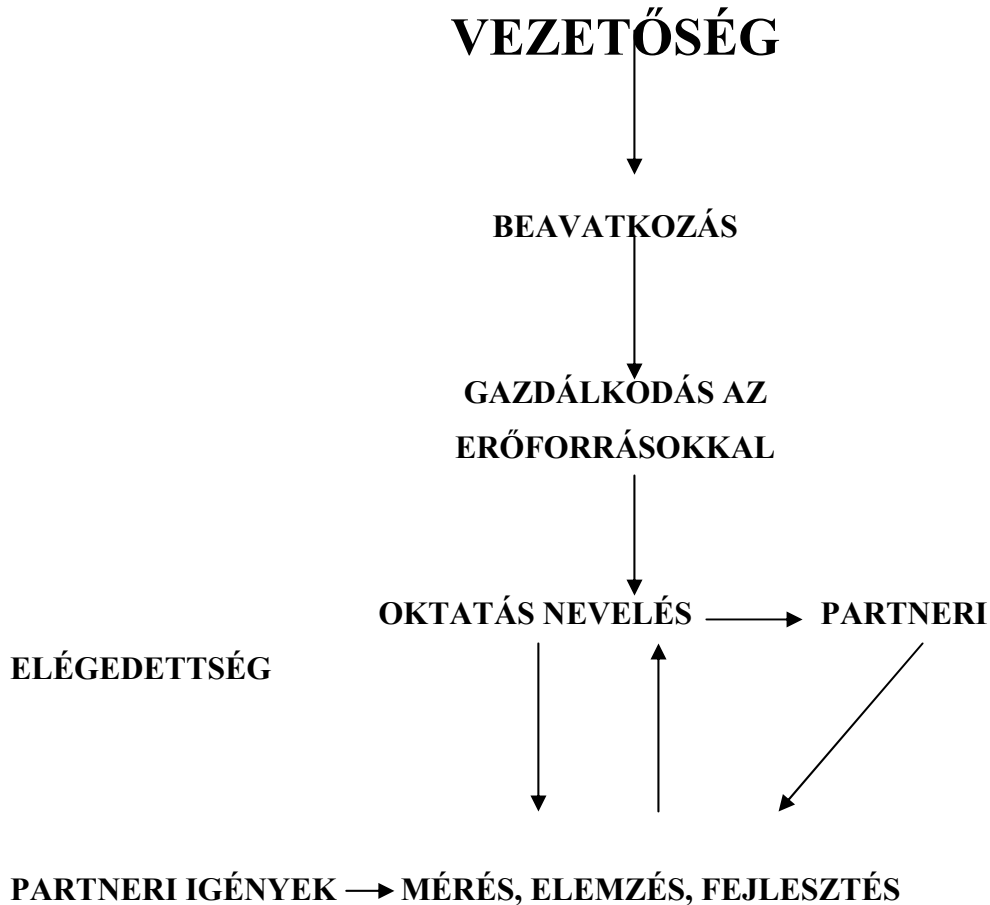 VEZETŐSÉG
BEAVATKOZÁS
GAZDÁLKODÁS AZ
ERŐFORRÁSOKKAL
OKTATÁS NEVELÉS PARTNERI
ELÉGEDETTSÉG
PARTNERI IGÉNYEK MÉRÉS, ELEMZÉS, FEJLESZTÉS